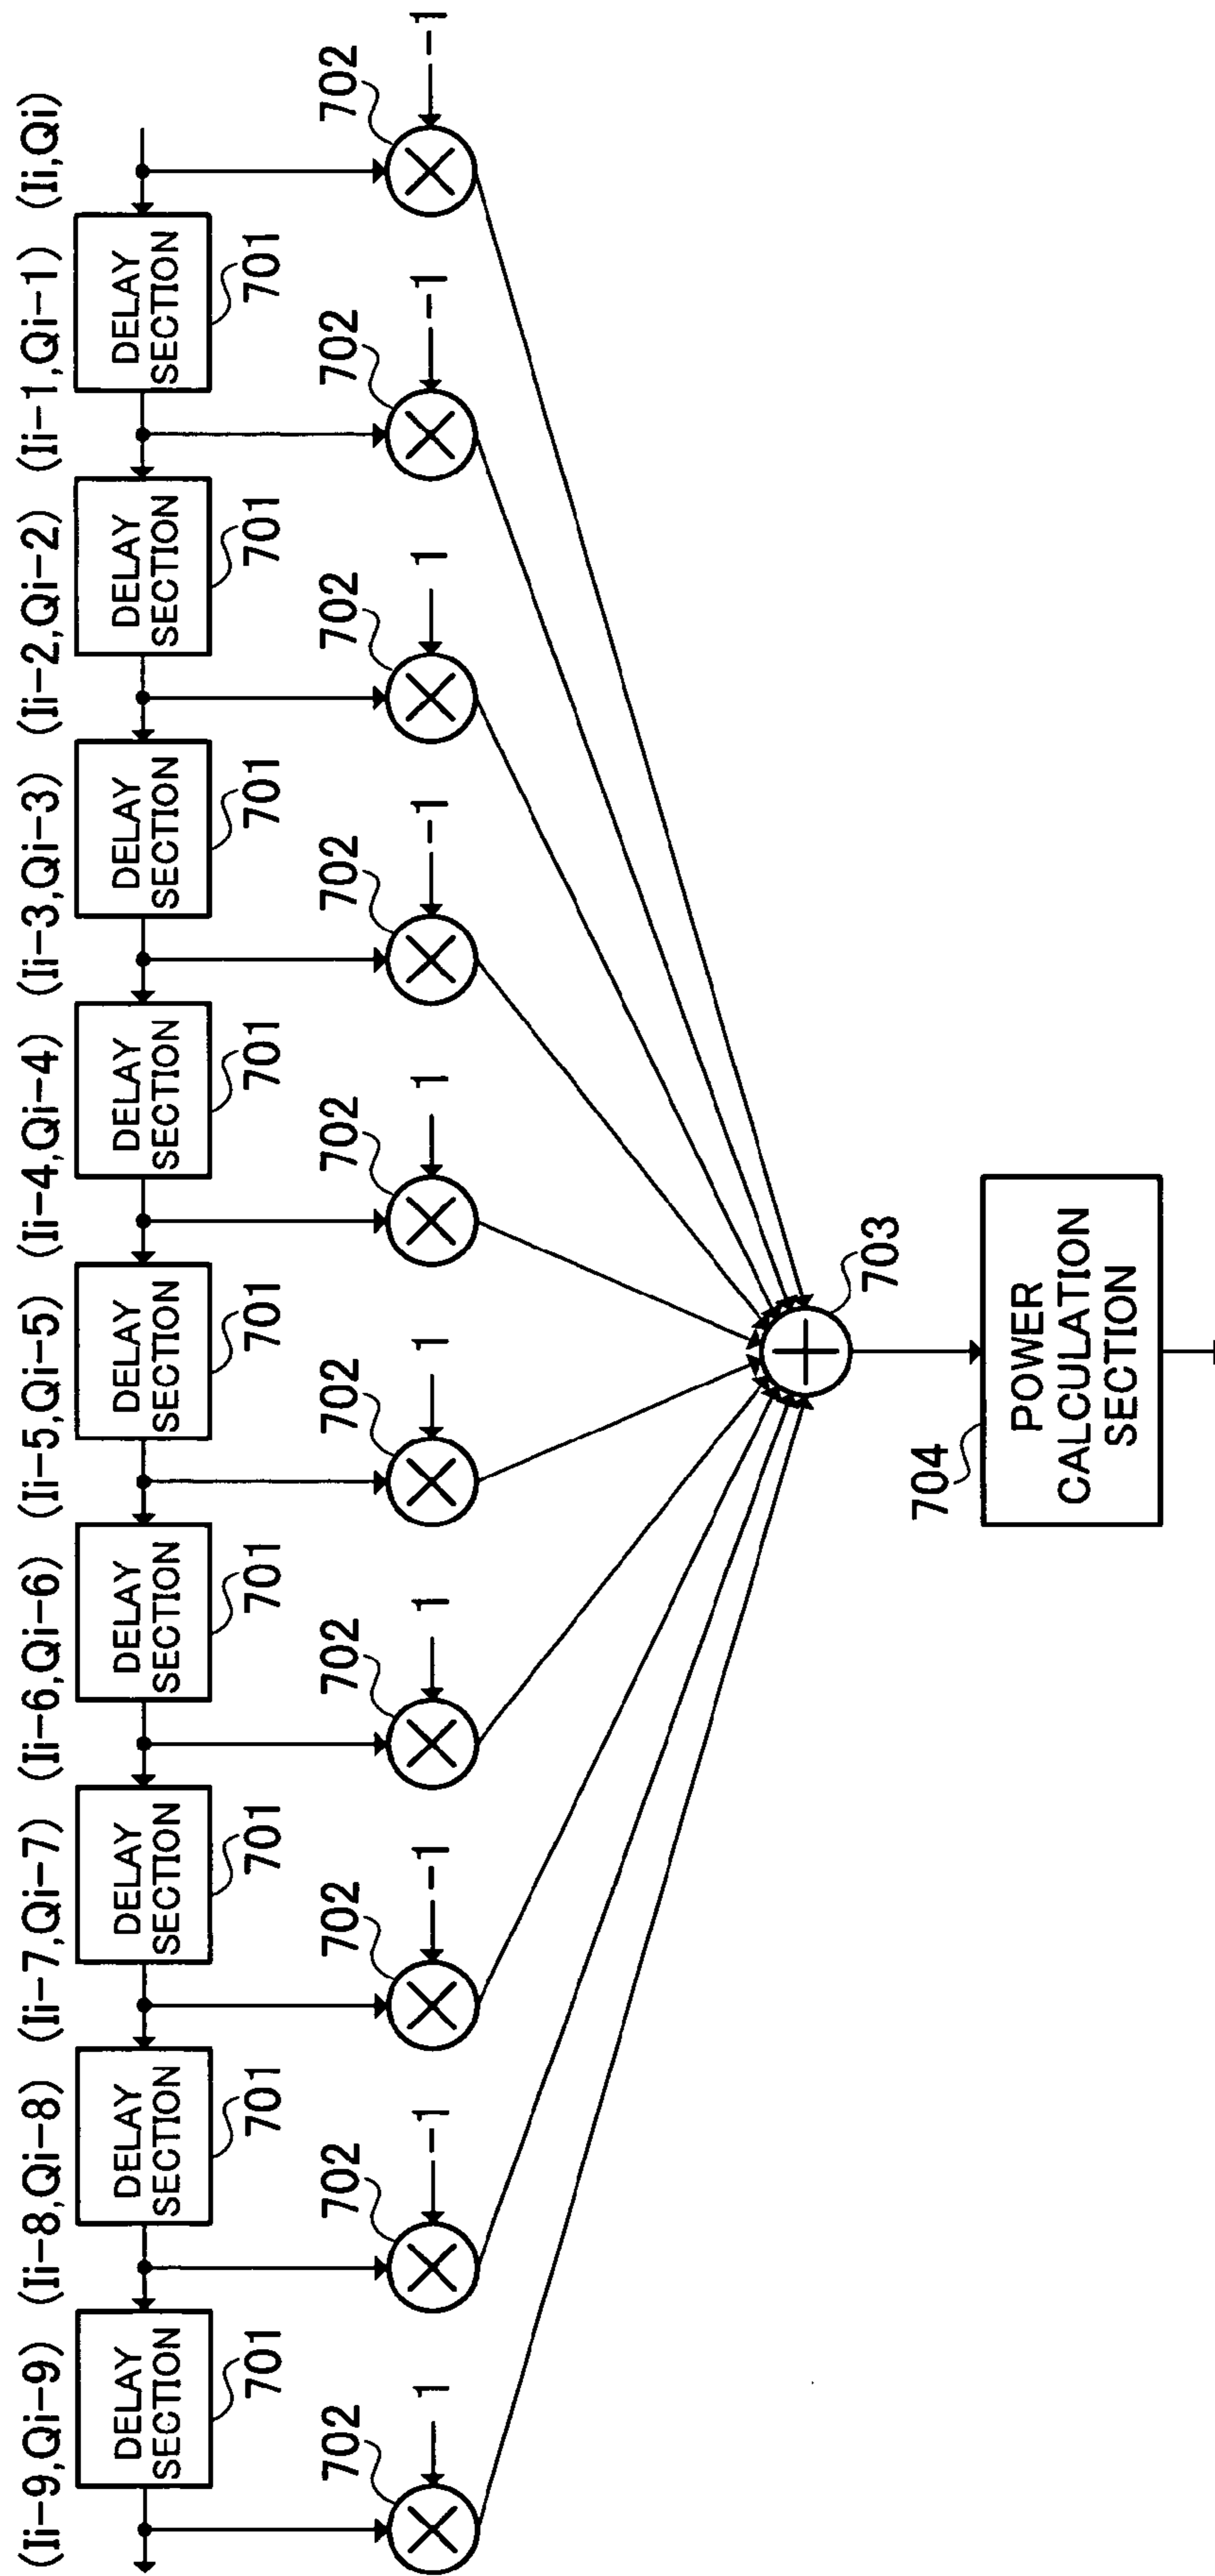 (Ii-9,Qi-9) (Ii-8,Qi-8) (Ii-7,Qi-7) (Ii-6,Qi-6) (Ii-5,Qi-5) (Ii-4,Qi-4) (Ii-3,Qi-3) (Ii-2,Qi-2) (Ii-1,Qi-1) (Ii,Qi)
DELAY DELAY DELAY DELAY DELAY DELAY DELAY DELAY DELAY
SECTION SECTION SECTION SECTION SECTION SECTION SECTION SECTION SECTION
701 701 701 701 701 701 701 701 701
702 702 702 702 702 702 702 702 702 702
1 -1 -1 1 1 1 -1 1 -1 -1
703
704
POWER
CALCULATION
SECTION